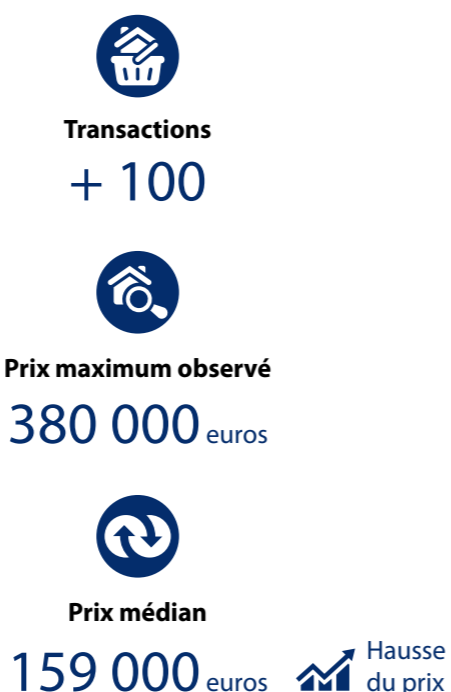 Transactions
+ 100
Prix maximum observé
380 000 euros
Prix médian
159 000 euros
Hausse
du prix